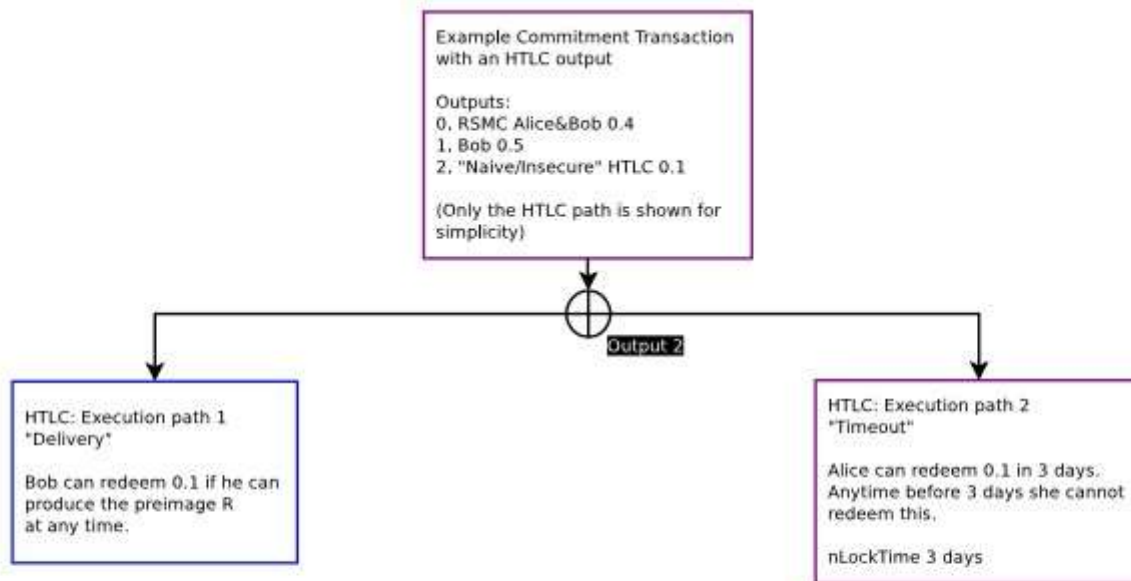 Example Commitment Transaction
with an HTLC output
Outputs:
0, RSMC Alice&Bob 0.4
1, Bob 0.5
2, "Naive/Insecure" HTLC 0.1
(Only the HTLC path is shown for
simplicity)
Output 2
HTLC: Execution path 1
"Delivery"
Bob can redeem 0.1 if he can
produce the preimage R
at any time.
HTLC: Execution path 2
"Timeout"
Alice can redeem 0.1 in 3 days.
Anytime before 3 days she cannot
redeem this.
nLockTime 3 days